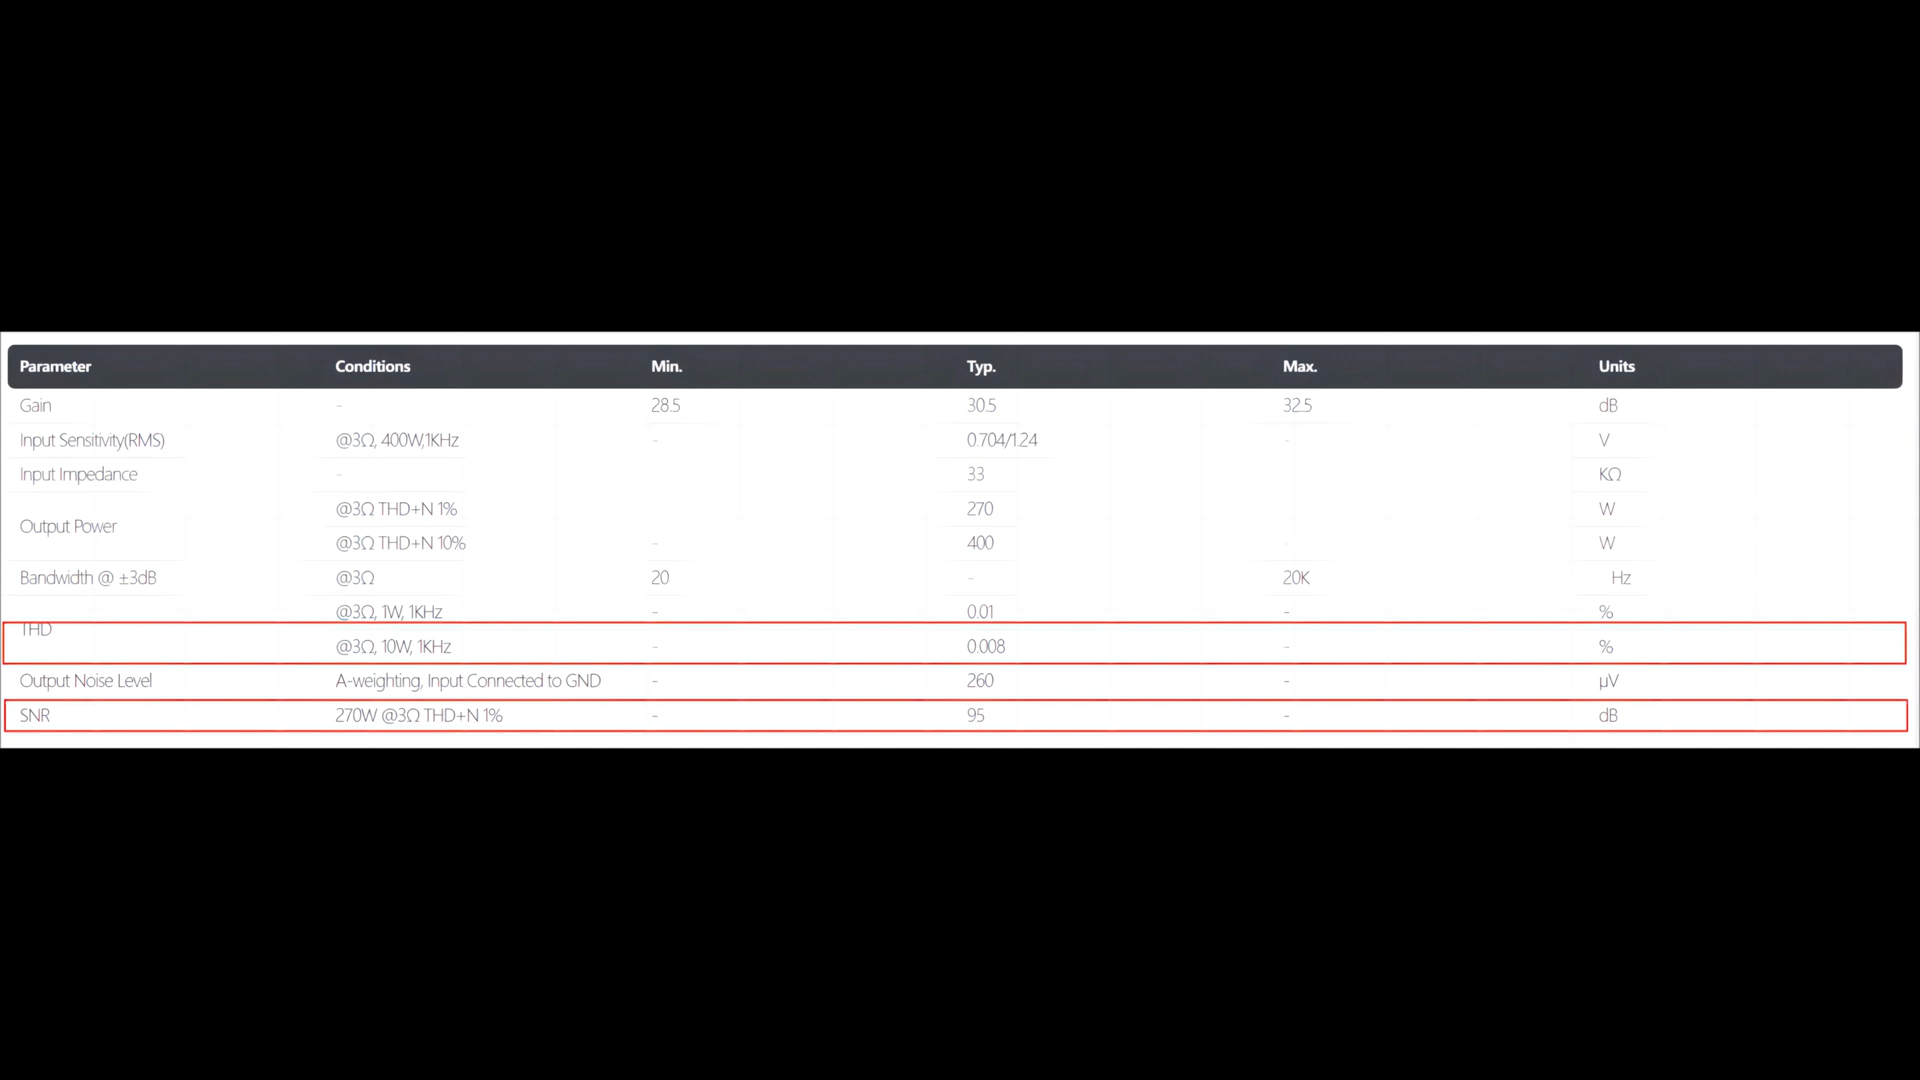 Parameter Conditions Min. Typ. Max. Units
Gain - 28.5 30.5 32.5 dB
Input Sensitivity(RMS) @3Ω, 400W,1KHz - 0.704/1.24 - V
Input Impedance - 33 KΩ
@3Ω THD+N 1% 270 W
Output Power
@3Ω THD+N 10% - 400 - W
Bandwidth @ ±3dB @3Ω 20 - 20K Hz
@3Ω, 1W, 1KHz - 0.01 - %
THD
@3Ω, 10W, 1KHz - 0.008 - %
Output Noise Level A-weighting, Input Connected to GND - 260 - μV
SNR 270W @3Ω THD+N 1% - 95 - dB